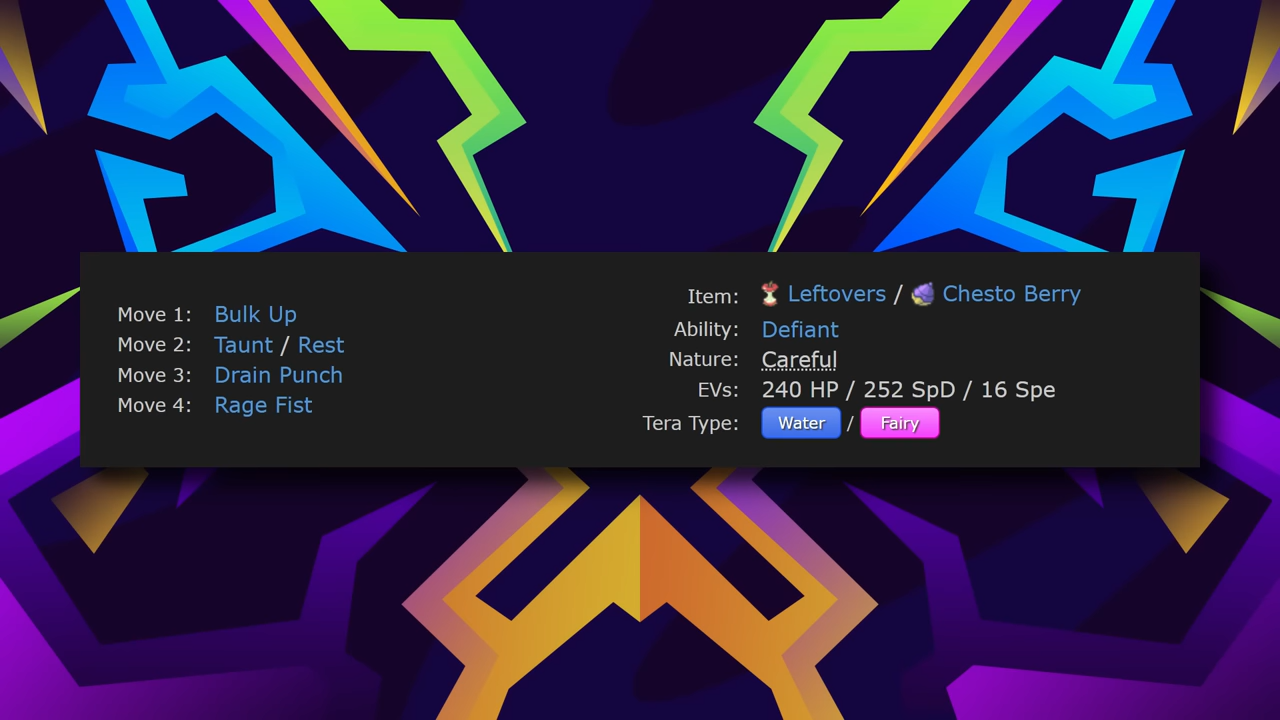 Move 1: Bulk Up
Move 2: Taunt / Rest
Move 3: Drain Punch
Move 4: Rage Fist
Item: Leftovers / Chesto Berry
Ability: Defiant
Nature: Careful
EVs: 240 HP / 252 SpD / 16 Spe
Tera Type: Water / Fairy